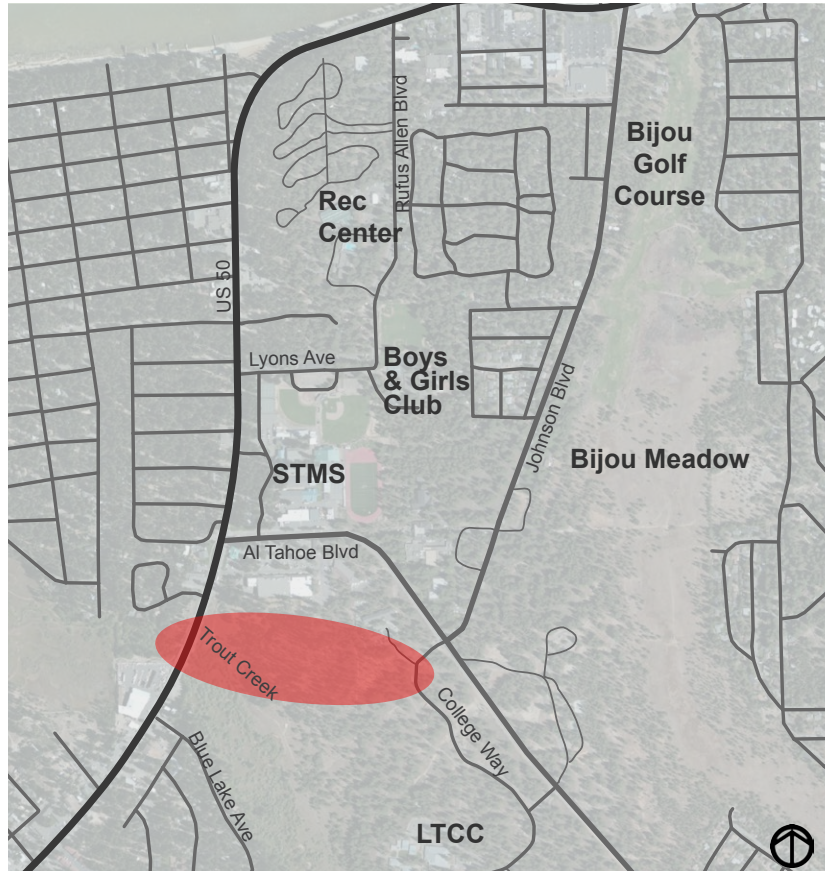 Bijou
Golf
Course
Rufus Allen Blvd
Rec
Center
US 50
Lyons Ave
Boys
& Girls
Club
Johnson Blvd
Bijou Meadow
STMS
Al Tahoe Blvd
Trout Creek
College Way
Blue Lake Ave
LTCC